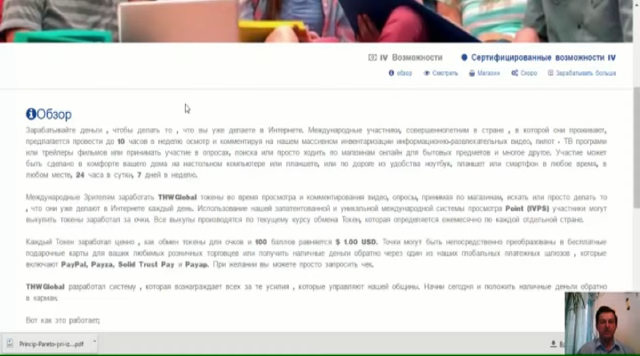 IV Возможности Сертифицированные возможности IV
обзор Смотреть Магазин Скоро Зарабатывать больше
Обзор
Зарабатывайте деньги , чтобы делать то , что вы уже делаете в Интернете. Международные участники, совершеннолетним в стране , в которой они проживают,
предлагается провести до 10 часов в неделю осмотр и комментируя на нашем массивном инвентаризации информационно-развлекательных видео, пилот - ТВ программ
или трейлеры фильмов или принимать участие в опросах, поиска или просто ходить по магазинам онлайн для бытовых предметов и многое другое. Участие может
быть сделано в комфорте вашего дома на настольном компьютере или планшете, или по дороге из удобства ноутбук, планшет или смартфон в любое время, в
любом месте, 24 часа в сутки, 7 дней в неделю.
Международные Зрителям заработать THWGlobal токены во время просмотра и комментирования видео, опросы, принимая по магазинам, искать или просто делать то
, что они уже делают в Интернете каждый день. Использование нашей запатентованной и уникальной международной системы просмотра Point (IVPS) участники могут
выкупить токены заработал за очки. Все выкупы производятся по текущему курсу обмена Токен, которая определяется ежемесячно по каждой отдельной стране.
Каждый Токен заработал ценно , как обмен токены для очков и 100 баллов равняется $ 1.00 USD. Точки могут быть непосредственно преобразованы в бесплатные
подарочные карты для ваших любимых розничных торговцев или получить наличные деньги обратно через один из наших глобальных платежных шлюзов , которые
включают PayPal, Payza, Solid Trust Pay и Payap. При желании вы можете просто запросить чек.
THWGlobal разработал систему , которая вознаграждает всех за те усилия , которые управляют нашей общины. Начни сегодня и положить наличные деньги обратно
в карман.
Вот как это работает;
Princip-Pareto-pri-o....pdf